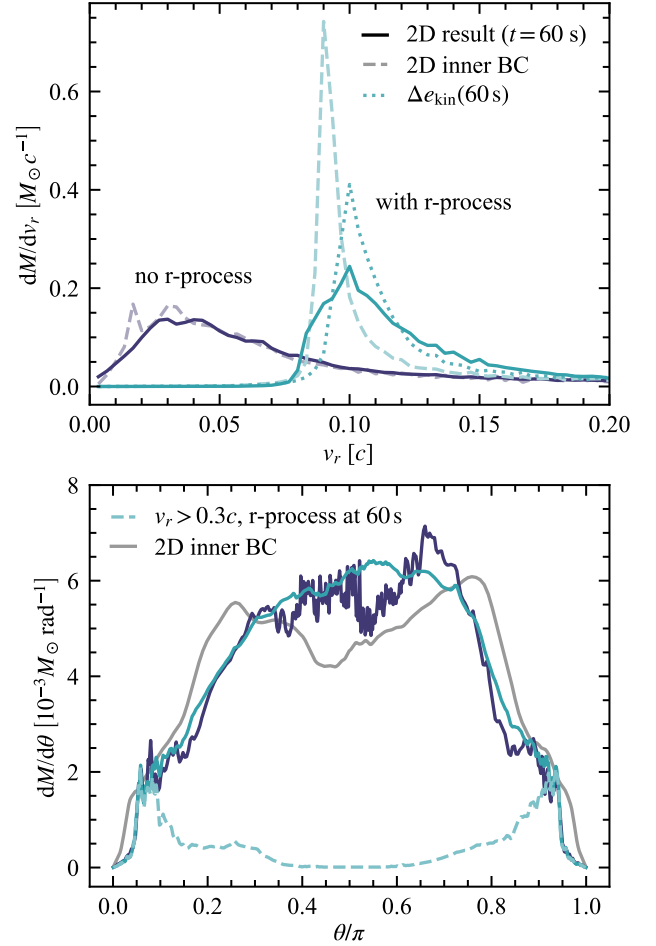 2D result (t = 60 s)
2D inner BC
Δe_kin(60 s)
no r-process
with r-process
dM/dv_r [M_⊙ c⁻¹]
0.6
0.4
0.2
0.0
0.00 0.05 0.10 0.15 0.20
v_r [c]
v_r > 0.3c, r-process at 60 s
2D inner BC
dM/dθ [10⁻³ M_⊙ rad⁻¹]
8
6
4
2
0
0.0 0.2 0.4 0.6 0.8 1.0
θ/π